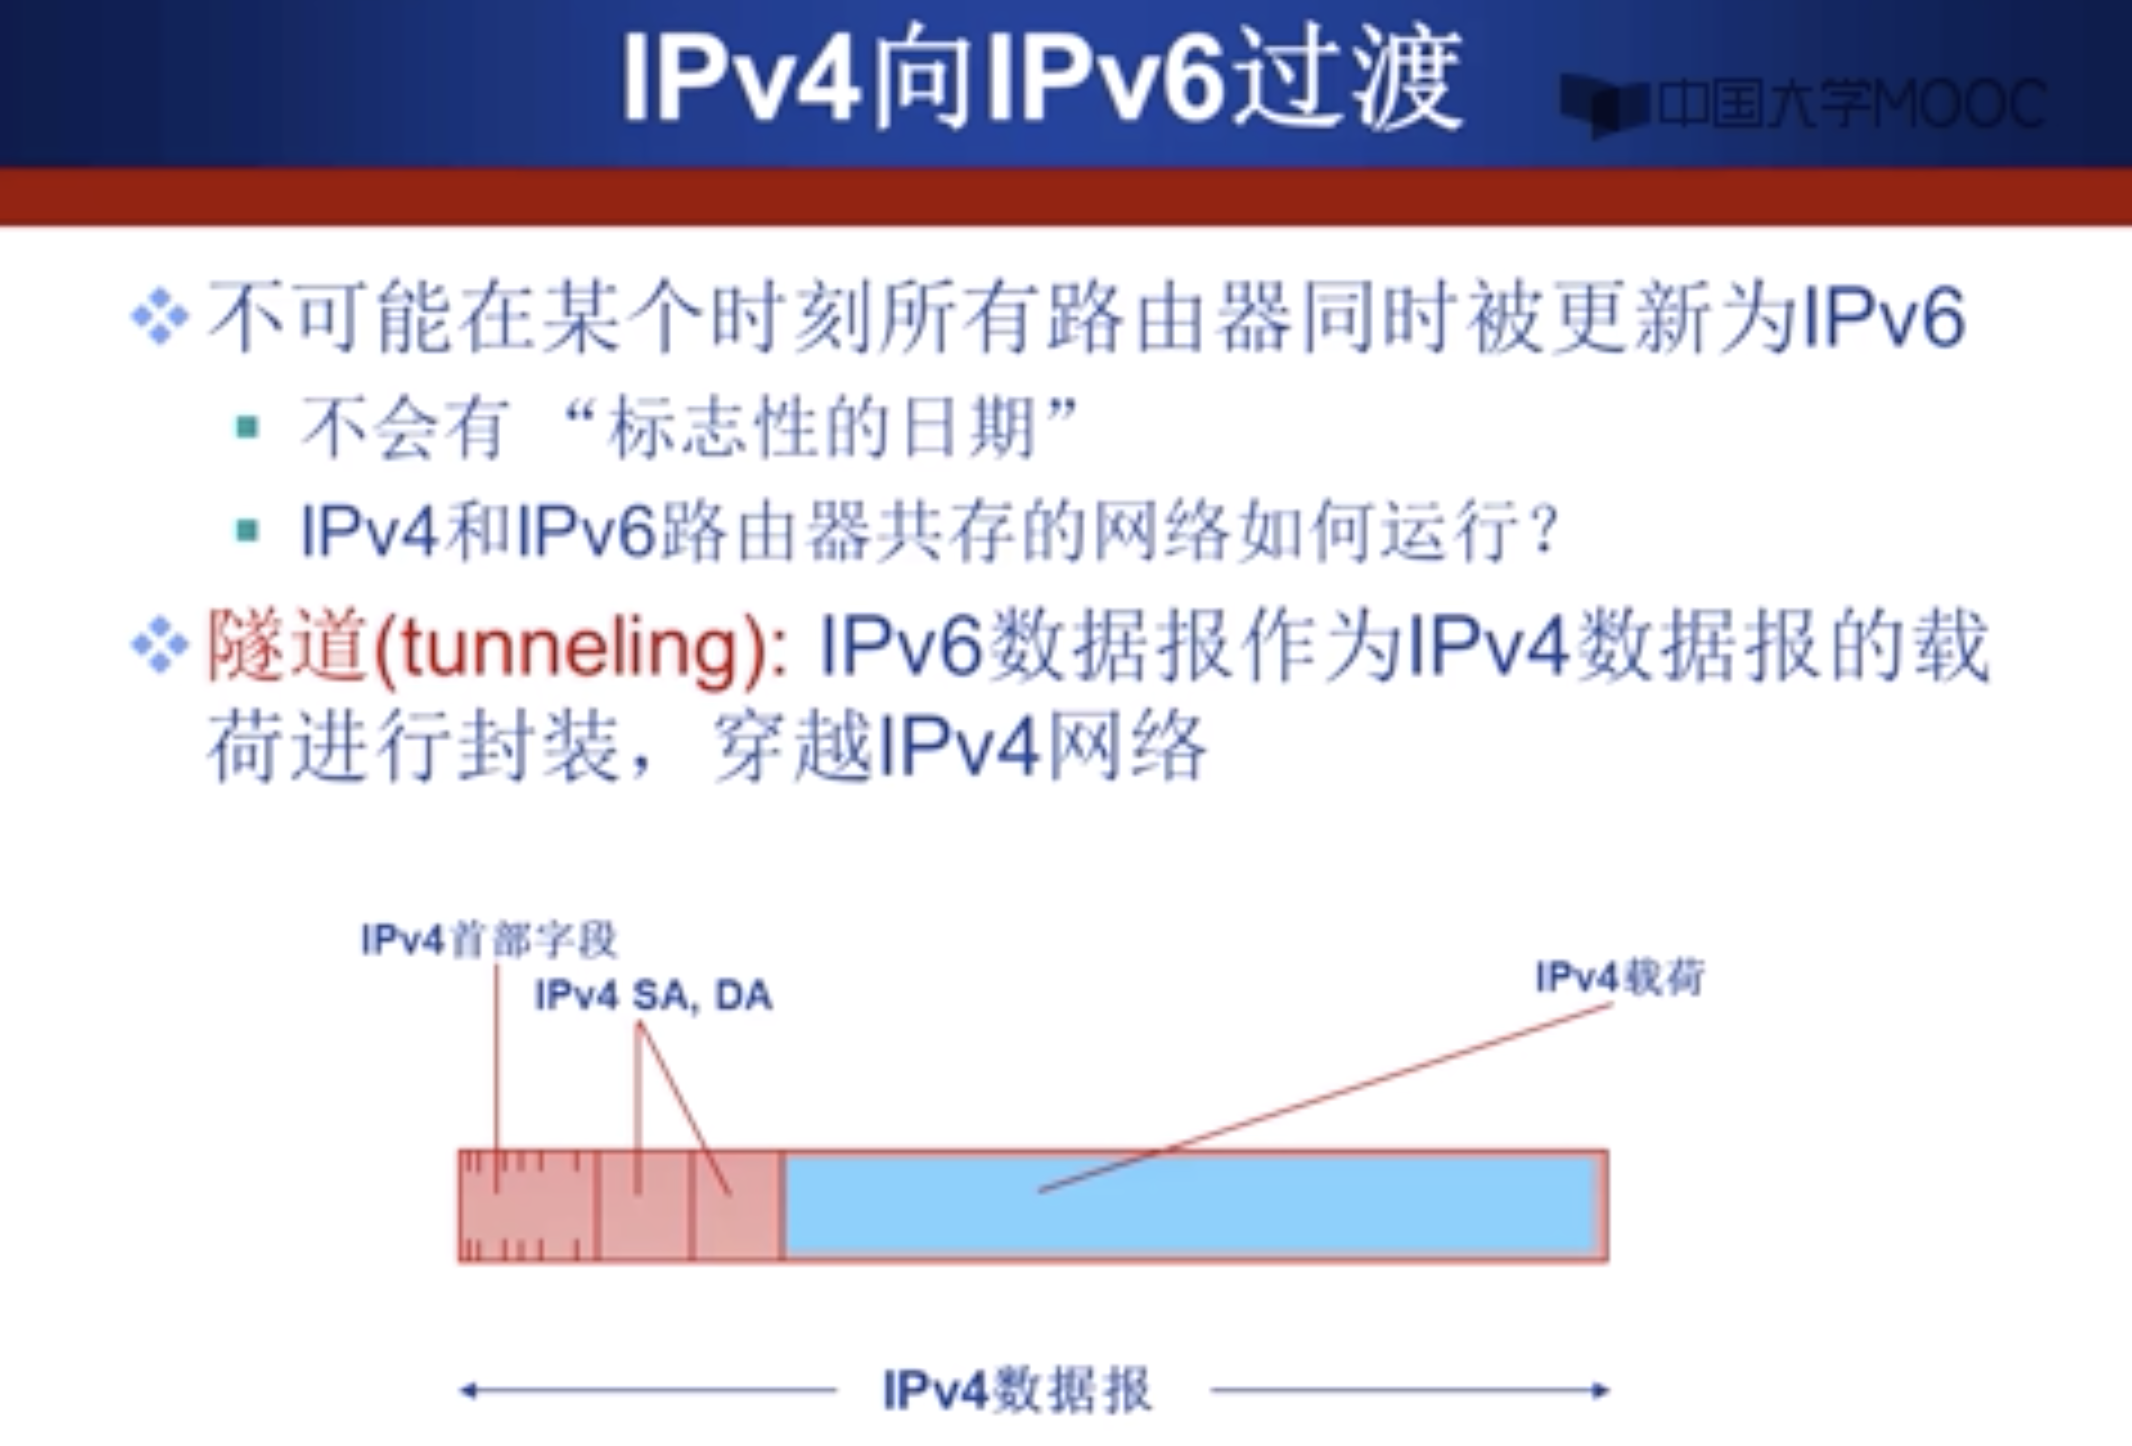 IPv4向IPv6过渡
中国大学MOOC
不可能在某个时刻所有路由器同时被更新为IPv6
不会有 “标志性的日期”
IPv4和IPv6路由器共存的网络如何运行?
隧道(tunneling): IPv6数据报作为IPv4数据报的载
荷进行封装，穿越IPv4网络
IPv4首部字段
IPv4 SA, DA
IPv4载荷
IPv4数据报